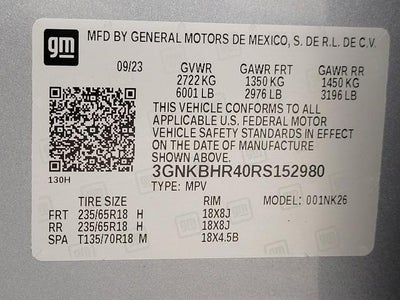 gm MFD BY GENERAL MOTORS DE MEXICO, S. DE R.L. DE C.V.
09/23 GVWR GAWR FRT GAWR RR
2722 KG 1350 KG 1450 KG
6001 LB 2976 LB 3196 LB
THIS VEHICLE CONFORMS TO ALL
APPLICABLE U.S. FEDERAL MOTOR
VEHICLE SAFETY STANDARDS IN EFFECT
ON THE DATE OF MANUFACTURE
SHOWN ABOVE.
3GNKBHR40RS152980
130H TYPE: MPV
TIRE SIZE RIM MODEL: 001NK26
FRT 235/65R18 H 18X8J
RR 235/65R18 H 18X8J
SPA T135/70R18 M 18X4.5B